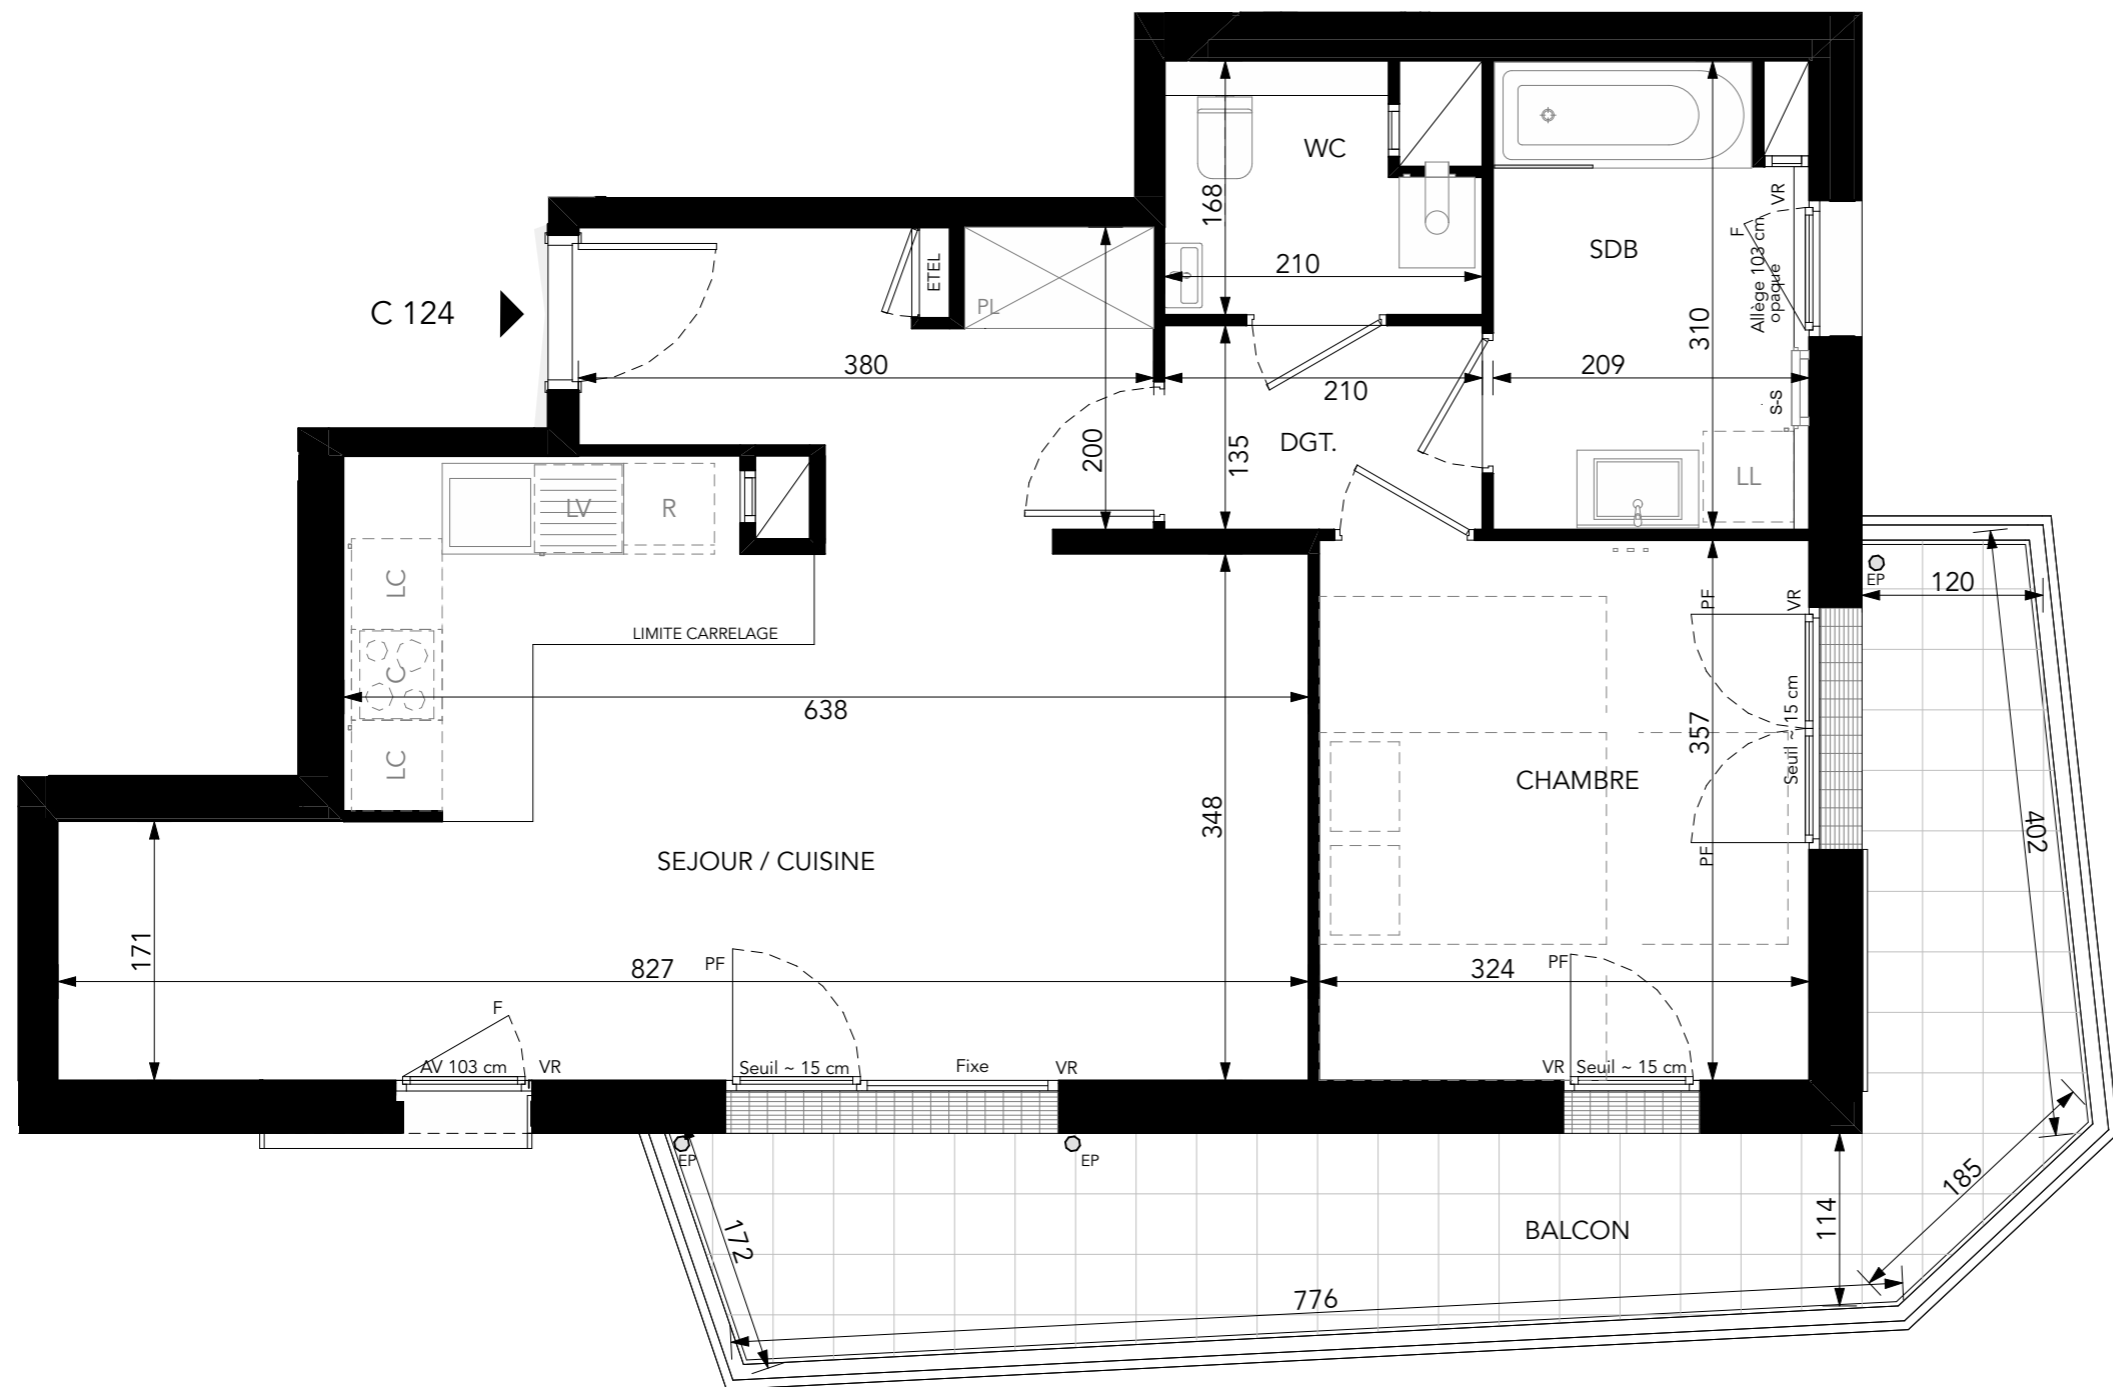 WC
168
210
SDB
VR
F
Allège 103 cm
opaque
310
209
S-S
LL
C 124
ETEL
PL
380
200
210
135
DGT.
LV
R
LC
C
LC
LIMITE CARRELAGE
638
348
SEJOUR / CUISINE
171
827
F
AV 103 cm
VR
PF
Seuil ~ 15 cm
Fixe
VR
CHAMBRE
357
324
PF
VR
Seuil ~ 15 cm
PF
VR
Seuil ~ 15 cm
PF
EP
120
402
185
114
EP
EP
172
776
BALCON